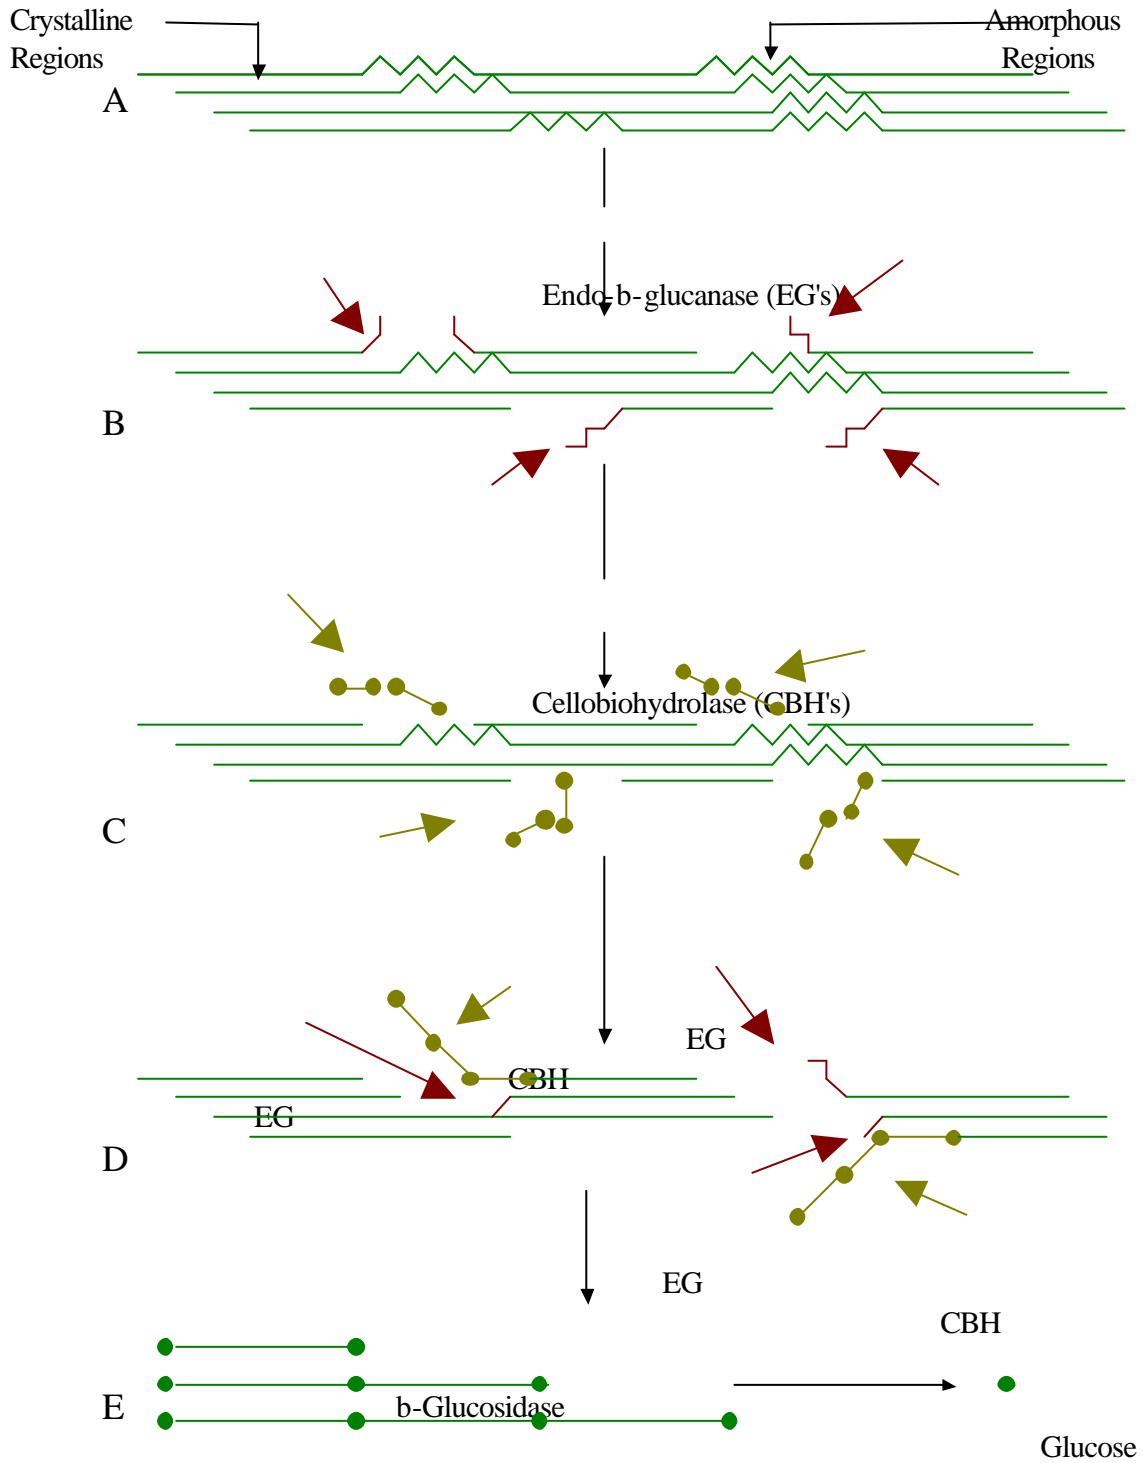 Crystalline
Regions
Amorphous
Regions
A
Endo-b-glucanase (EG's)
B
Cellobiohydrolase (CBH's)
C
EG
CBH
EG
D
EG
CBH
E
b-Glucosidase
Glucose